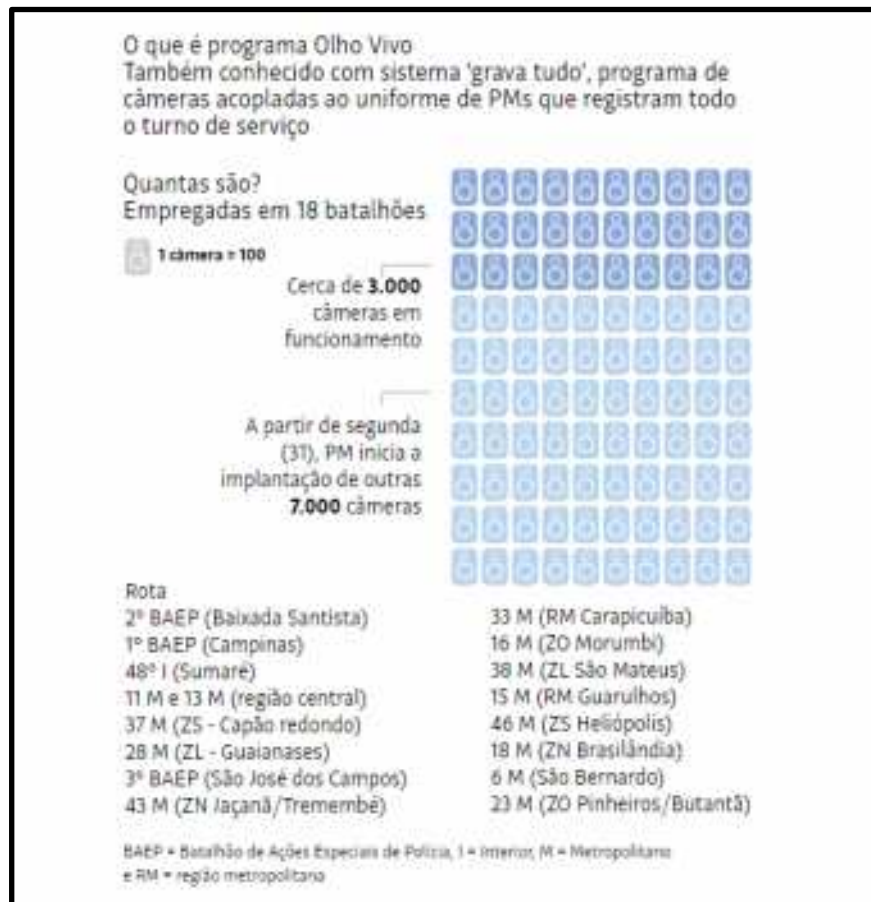 O que é programa Olho Vivo
Também conhecido com sistema 'grava tudo', programa de
câmeras acopladas ao uniforme de PMs que registram todo
o turno de serviço
Quantas são?
Empregadas em 18 batalhões
1 câmera = 100
Cerca de 3.000
câmeras em
funcionamento
A partir de segunda
(31), PM inicia a
implantação de outras
7.000 câmeras
Rota
2º BAEP (Baixada Santista)
1º BAEP (Campinas)
48º I (Sumaré)
11 M e 13 M (região central)
37 M (ZS - Capão redondo)
28 M (ZL - Guaianases)
3º BAEP (São José dos Campos)
43 M (ZN Jaçanã/Tremembé)
33 M (RM Carapicuíba)
16 M (ZO Morumbi)
38 M (ZL São Mateus)
15 M (RM Guarulhos)
46 M (ZS Heliópolis)
18 M (ZN Brasilândia)
6 M (São Bernardo)
23 M (ZO Pinheiros/Butantã)
BAEP = Batalhão de Ações Especiais de Polícia, I = Interior, M = Metropolitano
e RM = região metropolitana